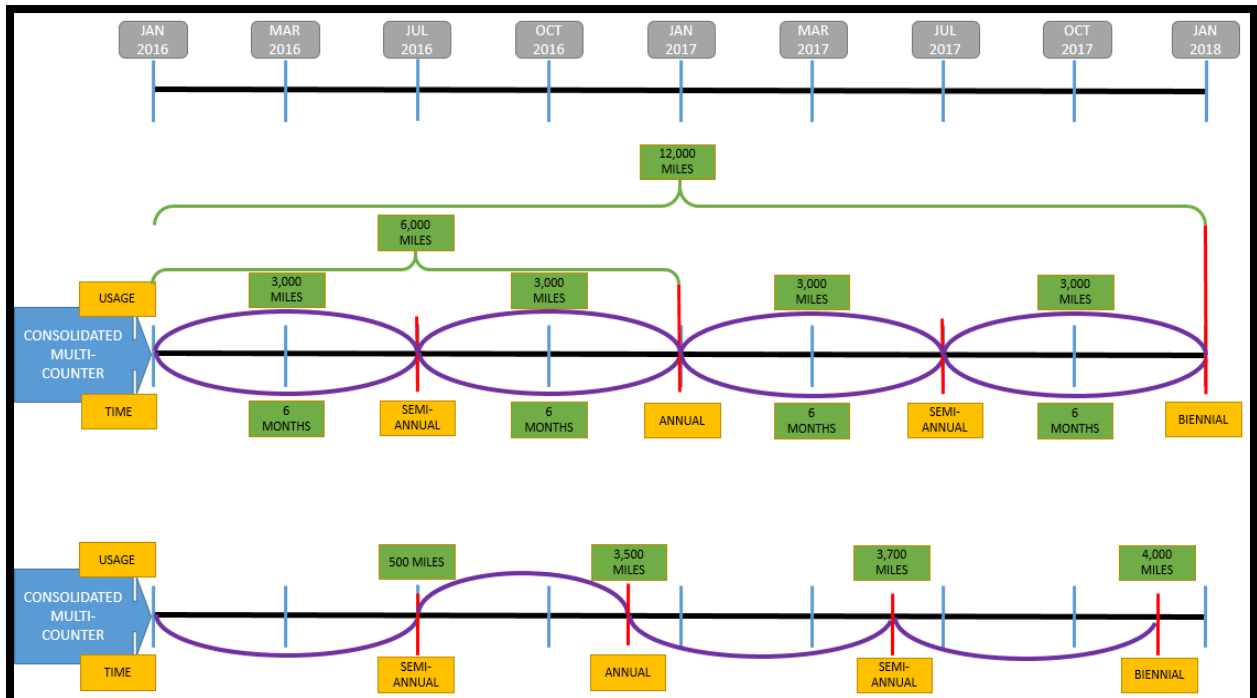 JAN
2016
MAR
2016
JUL
2016
OCT
2016
JAN
2017
MAR
2017
JUL
2017
OCT
2017
JAN
2018
12,000
MILES
6,000
MILES
USAGE
3,000
MILES
3,000
MILES
3,000
MILES
3,000
MILES
CONSOLIDATED
MULTI-
COUNTER
TIME
6
MONTHS
SEMI-
ANNUAL
6
MONTHS
ANNUAL
6
MONTHS
SEMI-
ANNUAL
6
MONTHS
BIENNIAL
USAGE
500 MILES
3,500
MILES
3,700
MILES
4,000
MILES
CONSOLIDATED
MULTI-
COUNTER
TIME
SEMI-
ANNUAL
ANNUAL
SEMI-
ANNUAL
BIENNIAL